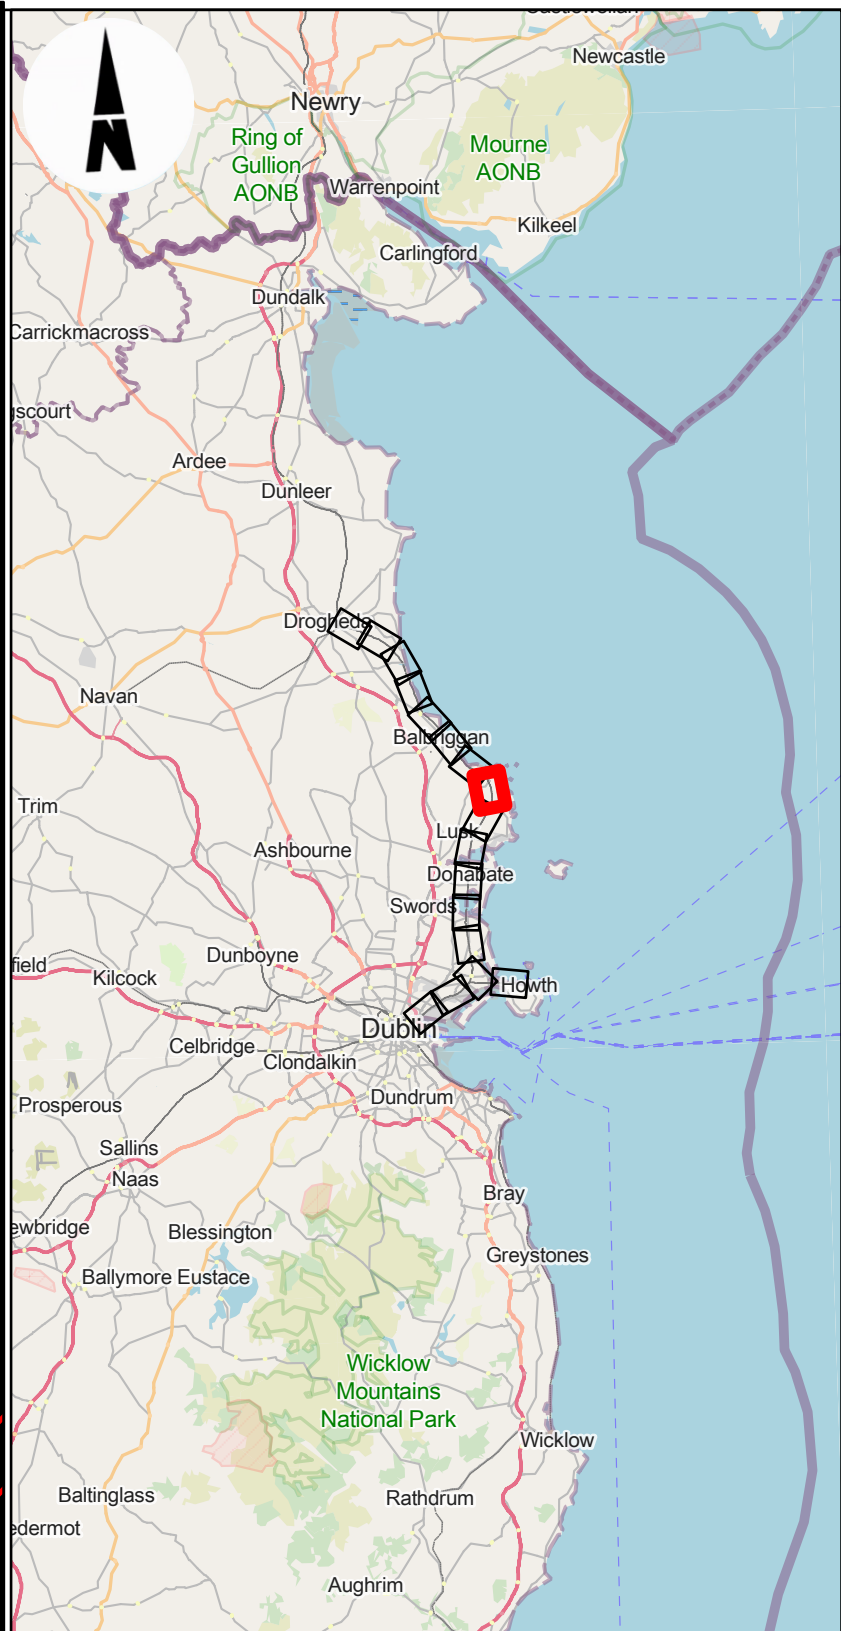 Newcastle
Newry
Ring of
Gullion
AONB
Mourne
AONB
N
Warrenpoint
Kilkeel
Carlingford
Dundalk
Carrickmacross
gscourt
Ardee
Dunleer
Drogheda
Navan
Balbriggan
Trim
Lusk
Ashbourne
Donabate
Swords
Dunboyne
field
Kilcock
Howth
Dublin
Celbridge
Clondalkin
Dundrum
Prosperous
Sallins
Naas
Bray
ewbridge
Blessington
Greystones
Ballymore Eustace
Wicklow
Mountains
National Park
Wicklow
Baltinglass
Rathdrum
edermot
Aughrim